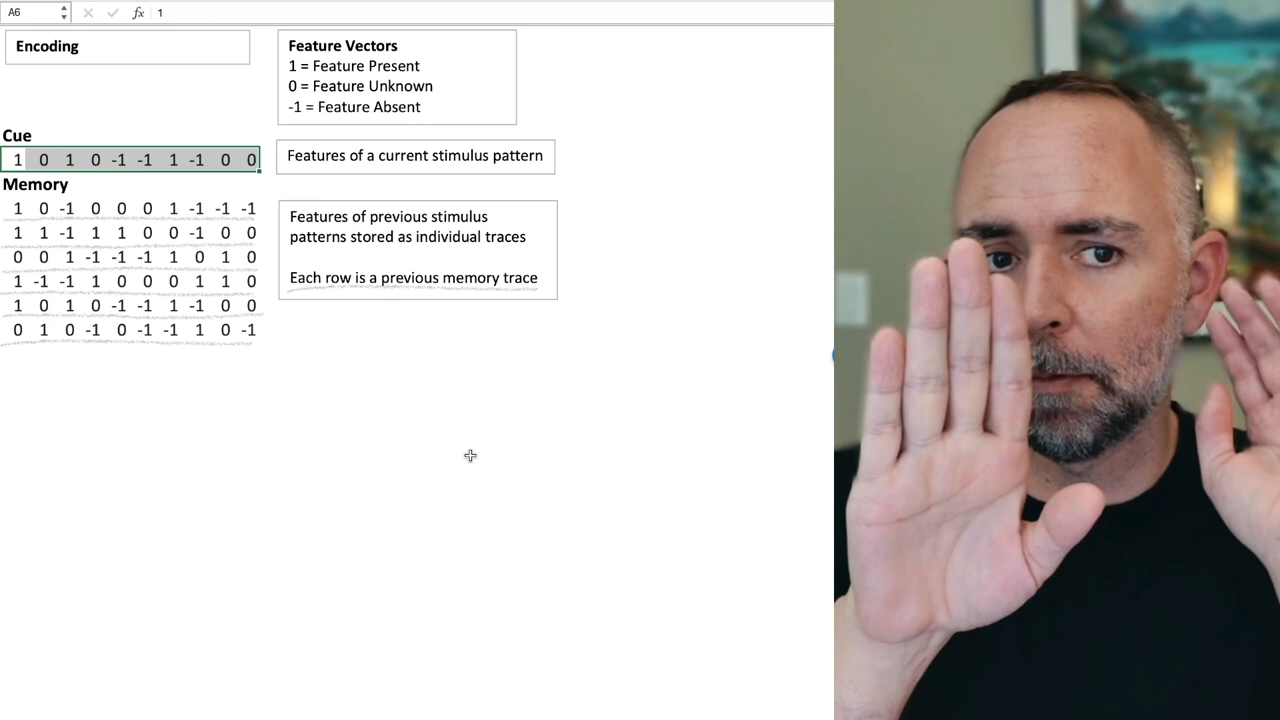 A6
fx 1
Encoding
Feature Vectors
1 = Feature Present
0 = Feature Unknown
-1 = Feature Absent
Cue
1 0 1 0 -1 -1 1 -1 0 0
Features of a current stimulus pattern
Memory
1 0 -1 0 0 0 1 -1 -1 -1
1 1 -1 1 1 0 0 -1 0 0
0 0 1 -1 -1 -1 1 0 1 0
1 -1 -1 1 0 0 0 1 1 0
1 0 1 0 -1 -1 1 -1 0 0
0 1 0 -1 0 -1 -1 1 0 -1
Features of previous stimulus
patterns stored as individual traces
Each row is a previous memory trace